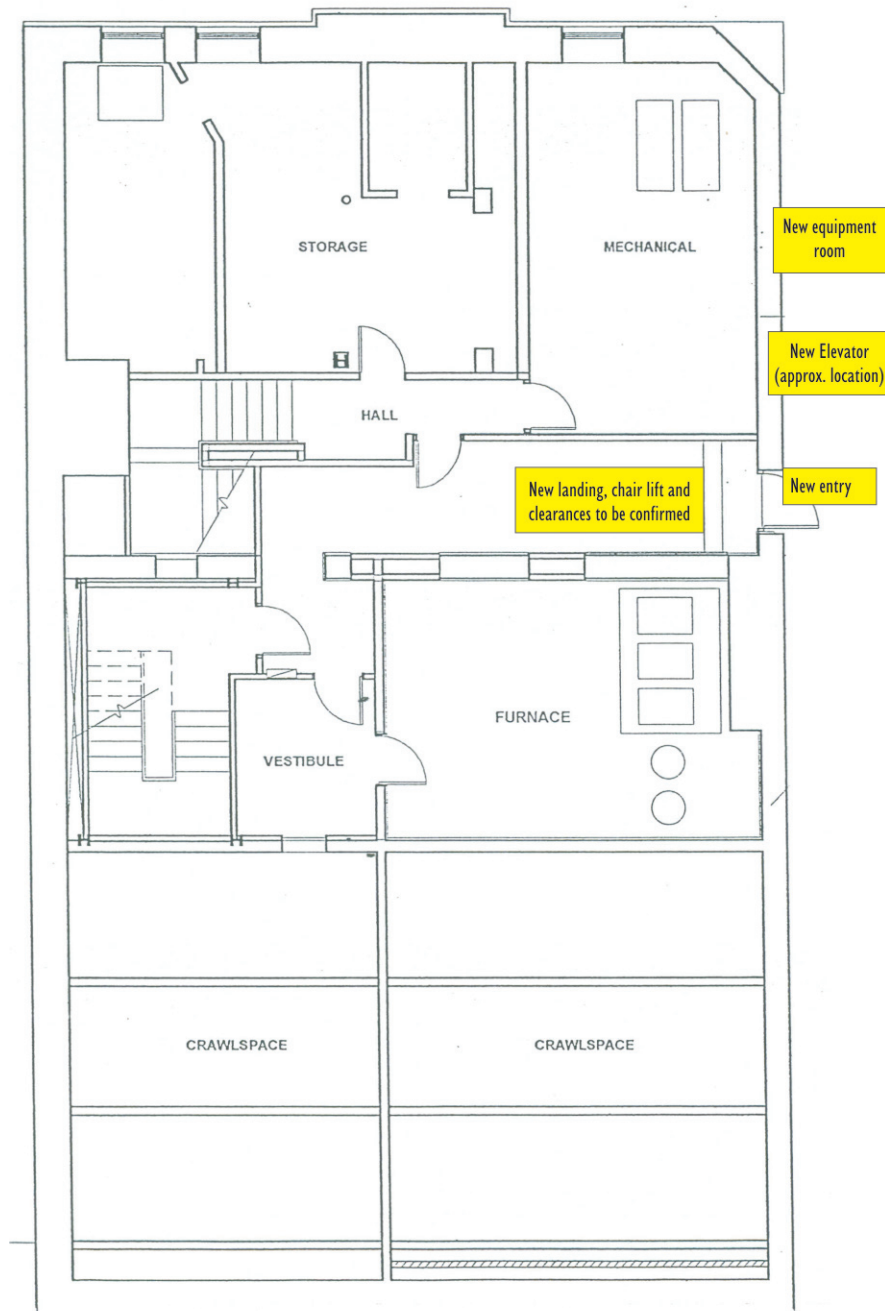 New equipment
room
STORAGE
MECHANICAL
New Elevator
(approx. location)
HALL
New landing, chair lift and
clearances to be confirmed
New entry
FURNACE
VESTIBULE
CRAWLSPACE
CRAWLSPACE